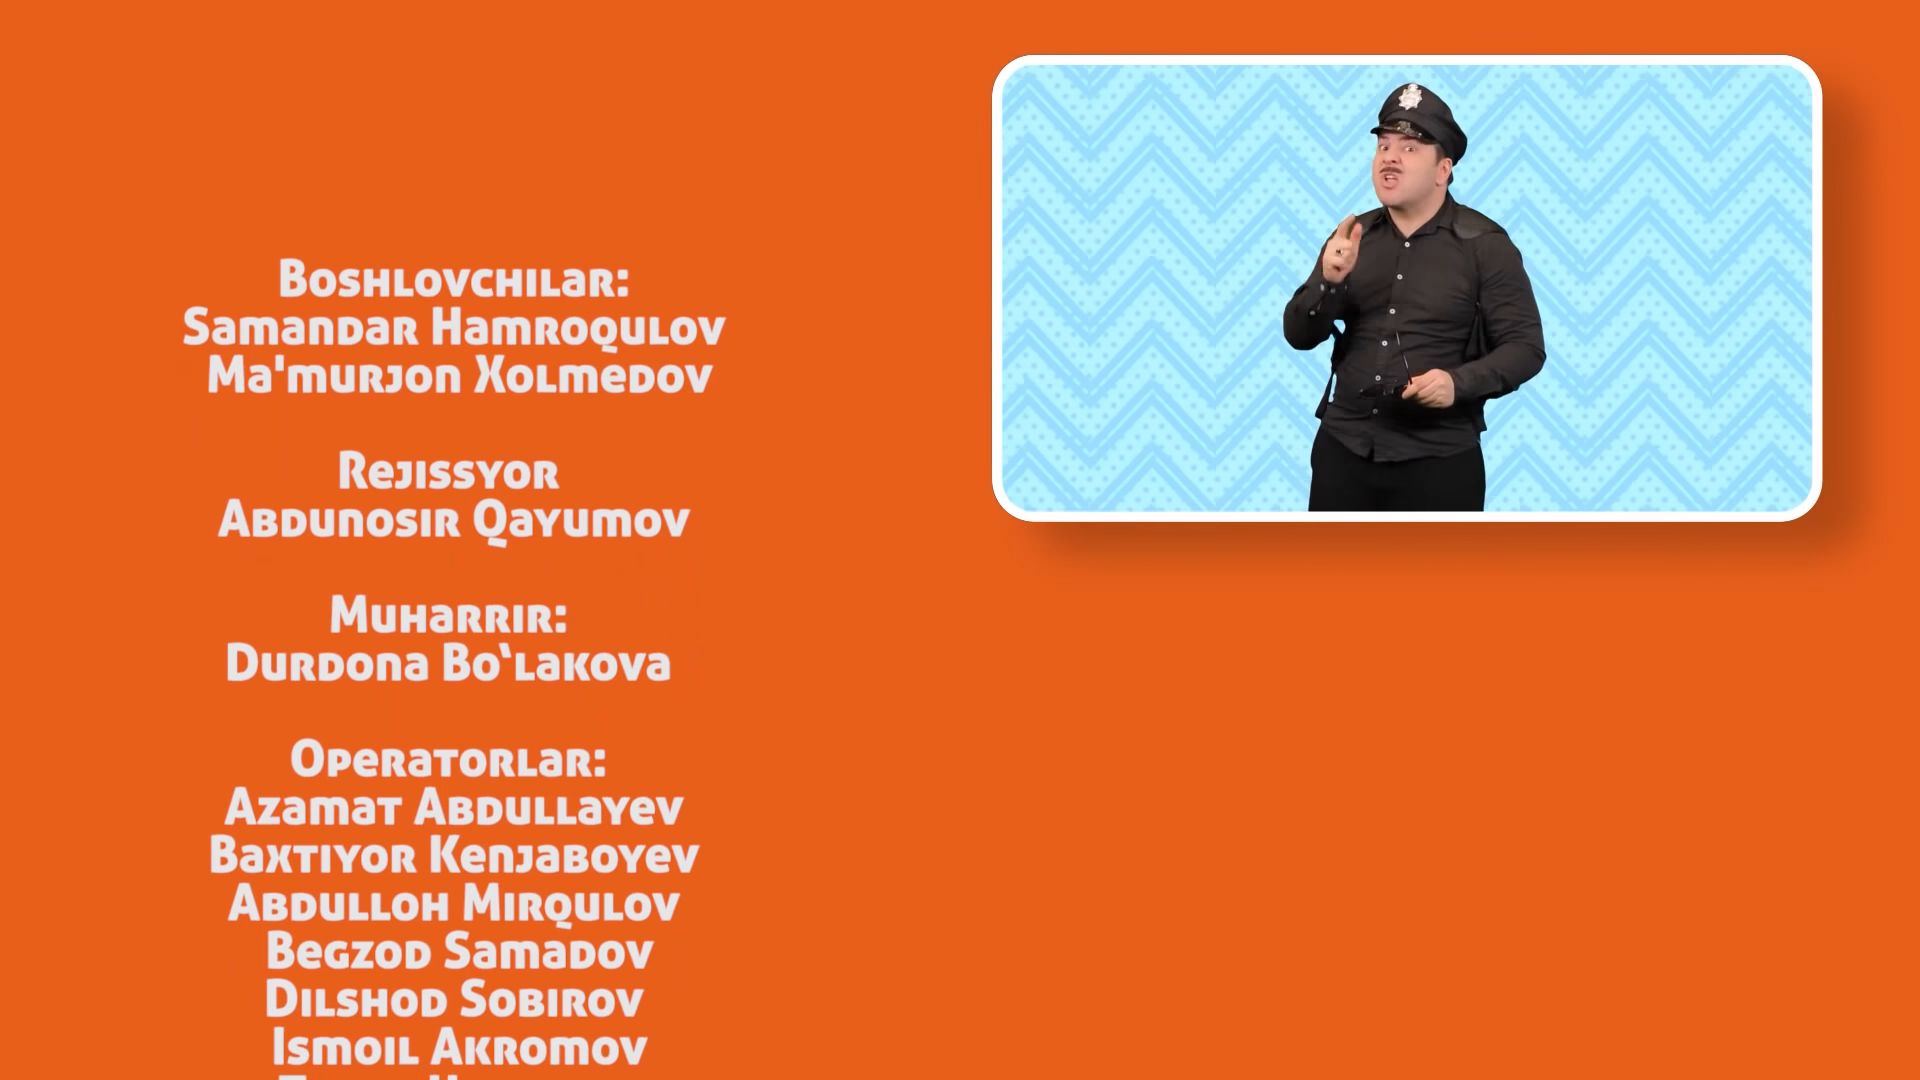 Boshlovchilar:
Samandar Hamroqulov
Ma'murjon Xolmedov
Rejissyor
Abdunosir Qayumov
Muharrir:
Durdona Bo‘lakova
Operatorlar:
Azamat Abdullayev
Baxtiyor Kenjaboyev
Abdulloh Mirqulov
Begzod Samadov
Dilshod Sobirov
Ismoil Akromov